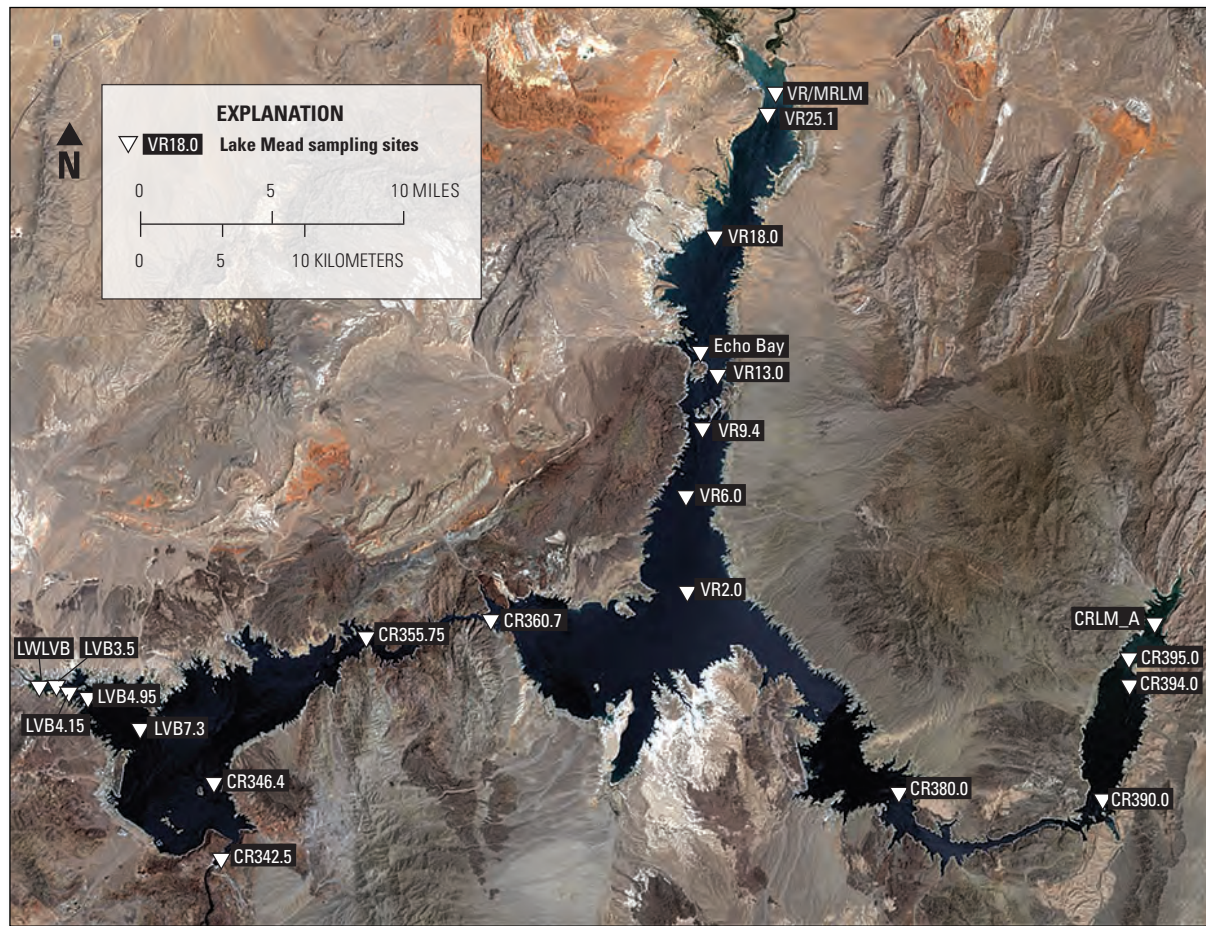 EXPLANATION
VR18.0 Lake Mead sampling sites
N
0 5 10 MILES
0 5 10 KILOMETERS
VR/MRLM
VR25.1
VR18.0
Echo Bay
VR13.0
VR9.4
VR6.0
VR2.0
CR360.7
CR355.75
CRLM_A
CR395.0
CR394.0
LWLVB LVB3.5
LVB4.95
LVB4.15 LVB7.3
CR346.4
CR380.0
CR390.0
CR342.5